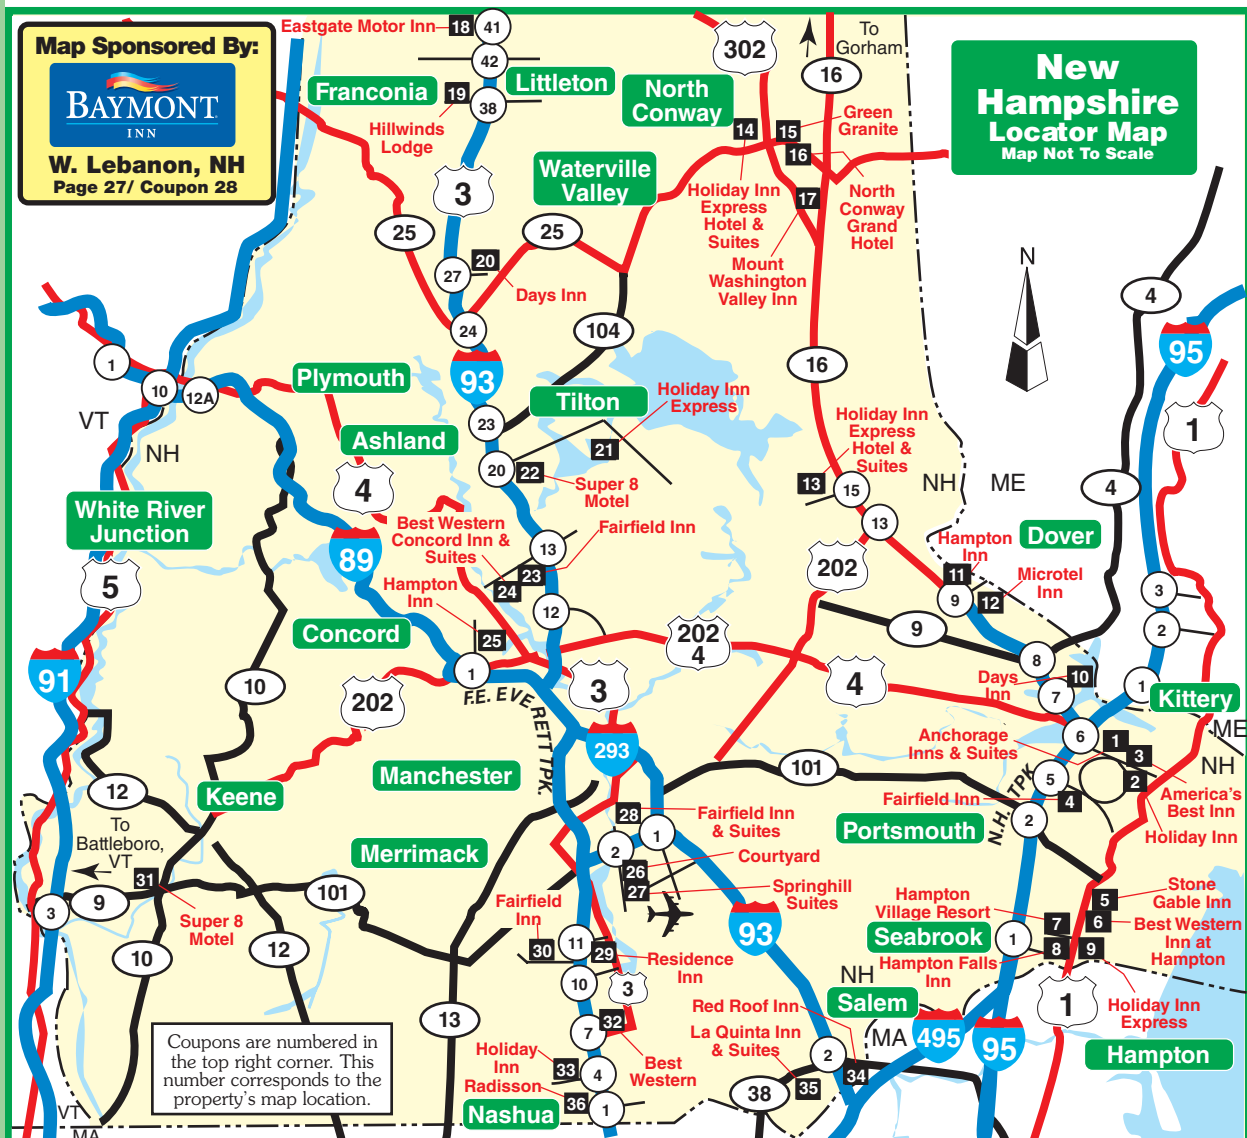 Map Sponsored By:
BAYMONT
INN
W. Lebanon, NH
Page 27/ Coupon 28
New
Hampshire
Locator Map
Map Not To Scale
Eastgate Motor Inn
18
41
42
Littleton
Franconia
19
38
Hillwinds
Lodge
3
302
To
Gorham
16
North
Conway
14
15
Green
Granite
16
Waterville
Valley
17
Holiday Inn
Express
Hotel &
Suites
North
Conway
Grand
Hotel
Mount
Washington
Valley Inn
25
25
27
20
Days Inn
24
104
N
4
95
1
16
1
10
12A
VT
NH
Plymouth
93
Tilton
Holiday Inn
Express
23
Ashland
21
20
22
Super 8
Motel
4
Holiday Inn
Express
Hotel &
Suites
13
15
13
NH
ME
4
White River
Junction
5
89
Best Western
Concord Inn &
Suites
Fairfield Inn
13
23
24
12
Hampton
Inn
25
202
Hampton
Inn
Dover
11
Microtel
Inn
9
12
3
2
9
Concord
1
202
4
8
91
10
202
F.E. EVERETT TPK
3
4
Days
Inn
10
7
1
Kittery
ME
293
Anchorage
Inns & Suites
6
1
3
NH
Manchester
101
N.H. TPK
5
2
America's
Best Inn
12
Keene
Fairfield Inn
4
Holiday Inn
To
Battleboro,
VT
28
Fairfield Inn
& Suites
Portsmouth
2
Merrimack
2
1
26
Courtyard
31
27
Springhill
Suites
3
9
101
Super 8
Motel
Fairfield
Inn
93
Hampton
Village Resort
7
5
Stone
Gable Inn
6
Best Western
Inn at
Hampton
Seabrook
1
10
12
30
11
29
Residence
Inn
8
9
Hampton Falls
Inn
NH
10
3
Salem
1
Holiday Inn
Express
13
Red Roof Inn
MA
495
95
Coupons are numbered in
the top right corner. This
number corresponds to the
property's map location.
7
32
La Quinta Inn
& Suites
2
Hampton
Holiday
Inn
33
4
Best
Western
35
34
Radisson
36
1
38
Nashua
VT
MA